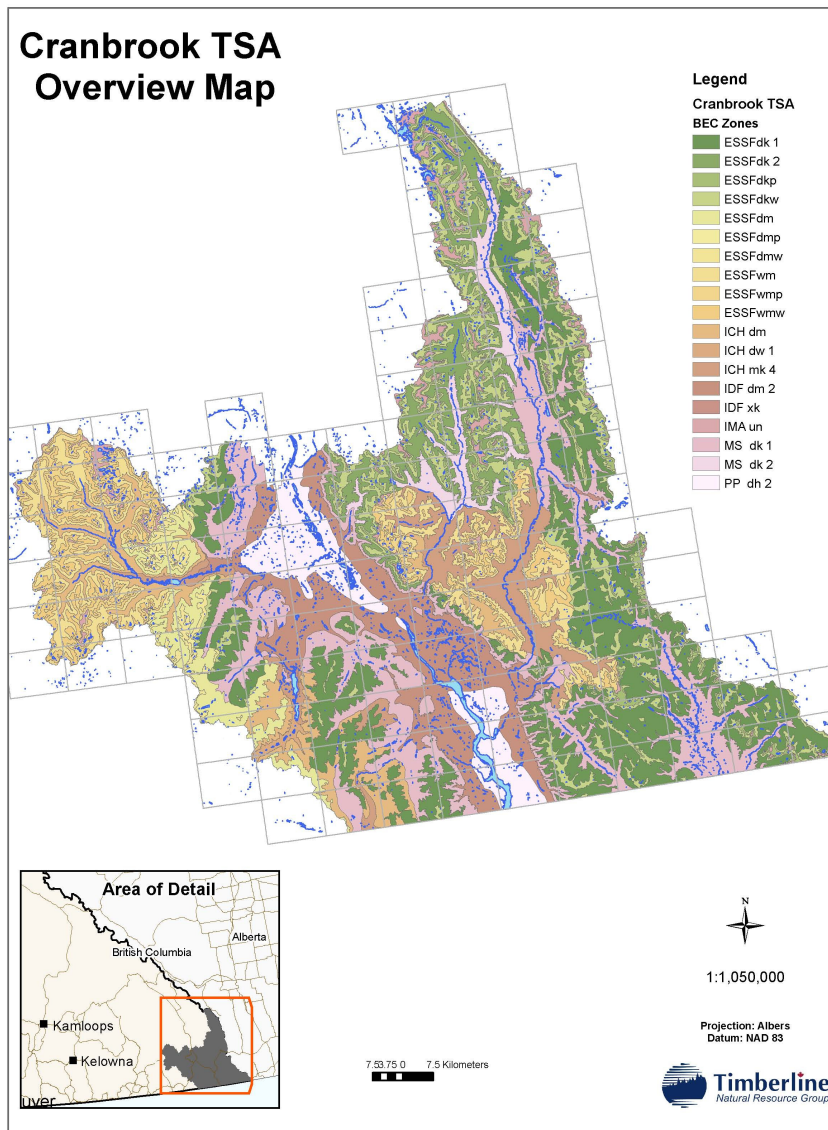 Cranbrook TSA
Overview Map
Legend
Cranbrook TSA
BEC Zones
ESSFdk 1
ESSFdk 2
ESSFdkp
ESSFdkw
ESSFdm
ESSFdmp
ESSFdmw
ESSFwm
ESSFwmp
ESSFwmw
ICH dm
ICH dw 1
ICH mk 4
IDF dm 2
IDF xk
IMA un
MS dk 1
MS dk 2
PP dh 2
Area of Detail
Alberta
British Columbia
Kamloops
Kelowna
uver
N
1:1,050,000
Projection: Albers
Datum: NAD 83
7.53.75 0 7.5 Kilometers
Timberline
Natural Resource Group